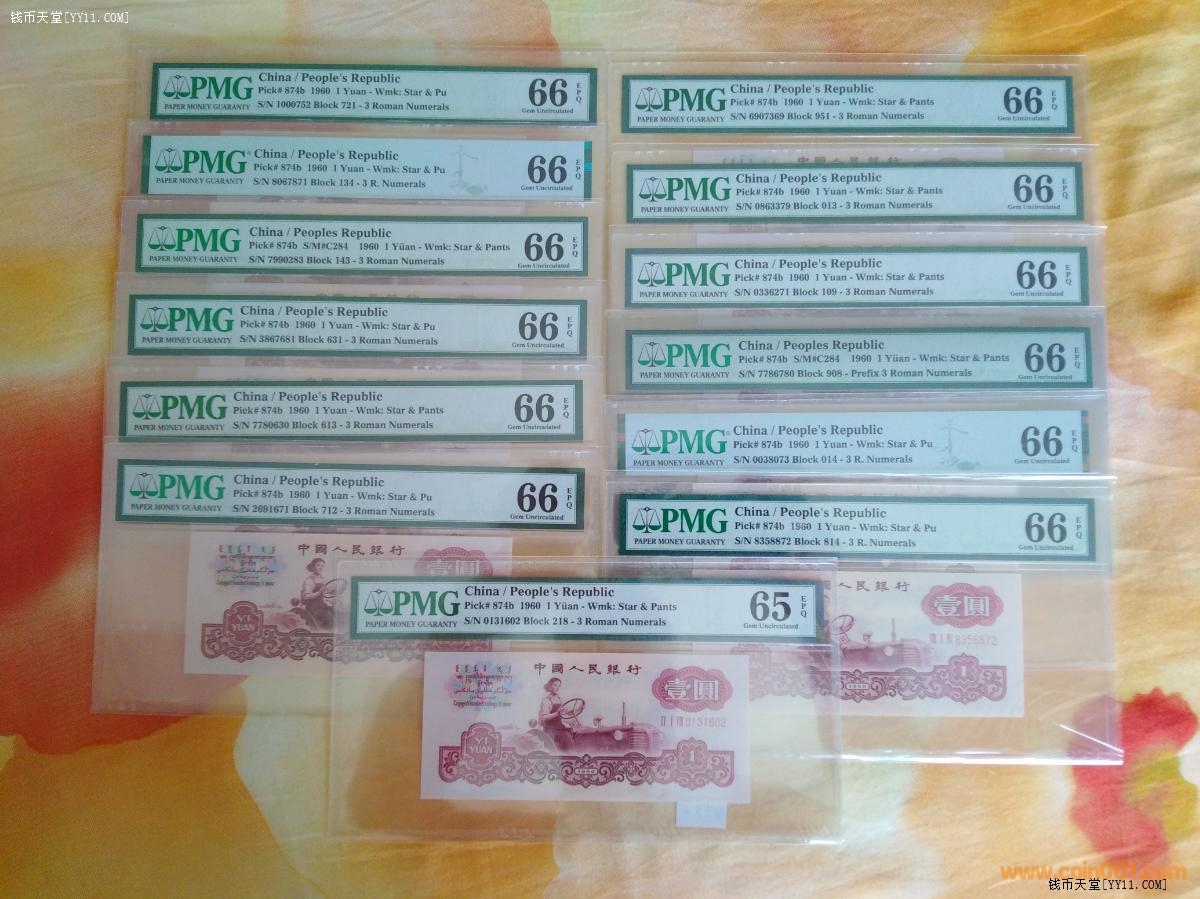 钱币天堂[YY11.COM]
PMG
PAPER MONEY GUARANTY
China / People's Republic
Pick# 874b 1960 1 Yuan - Wmk: Star & Pu
S/N 1000752 Block 721 - 3 Roman Numerals
66 EPQ
Gem Uncirculated
PMG
PAPER MONEY GUARANTY
China / People's Republic
Pick# 874b 1960 1 Yuan - Wmk: Star & Pu
S/N 8067871 Block 134 - 3 R. Numerals
66 EPQ
Gem Uncirculated
PMG
PAPER MONEY GUARANTY
China / Peoples Republic
Pick# 874b S/M#C284 1960 1 Yüan - Wmk: Star & Pants
S/N 7990283 Block 143 - 3 Roman Numerals
66 EPQ
Gem Uncirculated
PMG
PAPER MONEY GUARANTY
China / People's Republic
Pick# 874b 1960 1 Yuan - Wmk: Star & Pu
S/N 3867681 Block 631 - 3 Roman Numerals
66 EPQ
Gem Uncirculated
PMG
PAPER MONEY GUARANTY
China / People's Republic
Pick# 874b 1960 1 Yuan - Wmk: Star & Pants
S/N 7780630 Block 613 - 3 Roman Numerals
66 EPQ
Gem Uncirculated
PMG
PAPER MONEY GUARANTY
China / People's Republic
Pick# 874b 1960 1 Yuan - Wmk: Star & Pu
S/N 2691671 Block 712 - 3 Roman Numerals
66 EPQ
Gem Uncirculated
中國人民銀行
YI
YUAN
PMG
PAPER MONEY GUARANTY
China / People's Republic
Pick# 874b 1960 1 Yuan - Wmk: Star & Pants
S/N 6907369 Block 951 - 3 Roman Numerals
66 EPQ
Gem Uncirculated
PMG
PAPER MONEY GUARANTY
China / People's Republic
Pick# 874b 1960 1 Yuan - Wmk: Star & Pants
S/N 0863379 Block 013 - 3 Roman Numerals
66 EPQ
Gem Uncirculated
PMG
PAPER MONEY GUARANTY
China / People's Republic
Pick# 874b 1960 1 Yuan - Wmk: Star & Pants
S/N 0336271 Block 109 - 3 Roman Numerals
66 EPQ
Gem Uncirculated
PMG
PAPER MONEY GUARANTY
China / Peoples Republic
Pick# 874b S/M#C284 1960 1 Yüan - Wmk: Star & Pants
S/N 7786780 Block 908 - Prefix 3 Roman Numerals
66 EPQ
Gem Uncirculated
PMG
PAPER MONEY GUARANTY
China / People's Republic
Pick# 874b 1960 1 Yuan - Wmk: Star & Pu
S/N 0038073 Block 014 - 3 R. Numerals
66 EPQ
Gem Uncirculated
PMG
PAPER MONEY GUARANTY
China / People's Republic
Pick# 874b 1960 1 Yuan - Wmk: Star & Pu
S/N 8358872 Block 814 - 3 R. Numerals
66 EPQ
Gem Uncirculated
人民銀行
壹圓
8358872
1960
1
PMG
PAPER MONEY GUARANTY
China / People's Republic
Pick# 874b 1960 1 Yüan - Wmk: Star & Pants
S/N 0131602 Block 218 - 3 Roman Numerals
65 EPQ
Gem Uncirculated
中國人民銀行
壹圓
II I VIII 0131602
YI
YUAN
1960
1
www.coin001.com
钱币天堂[YY11.COM]